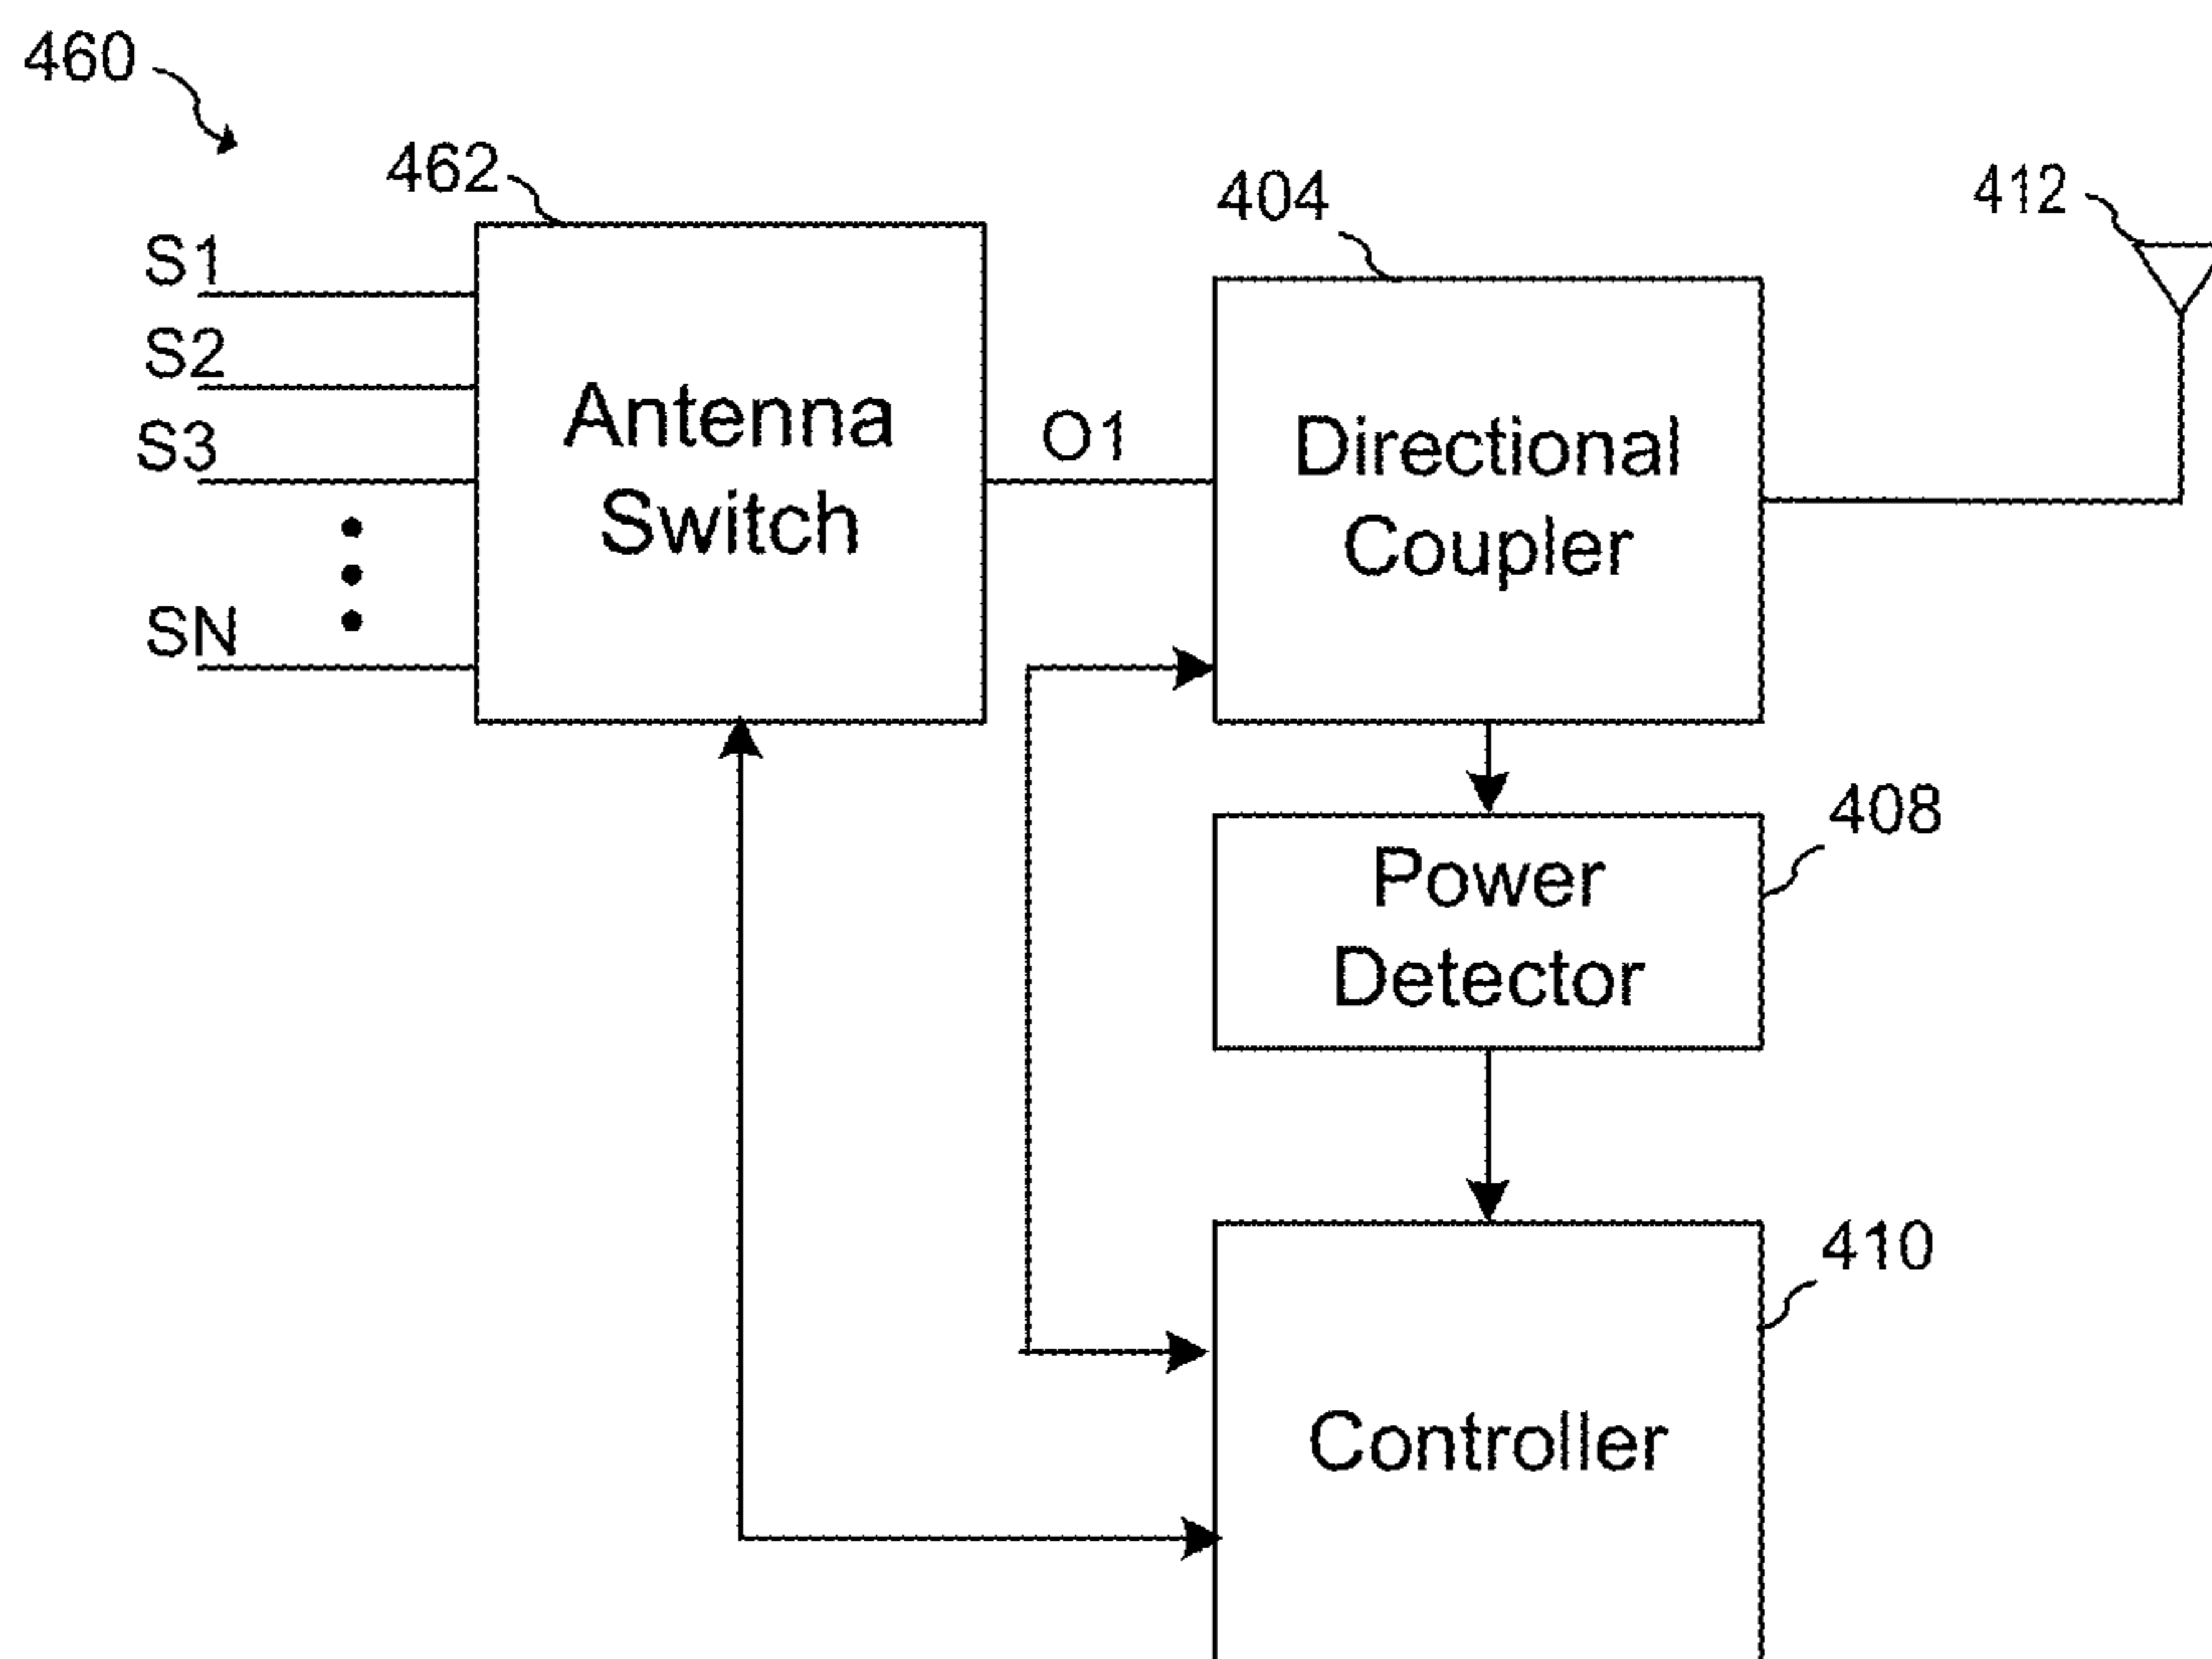 460
462
404
412
S1
S2
S3
SN
Antenna
Switch
O1
Directional
Coupler
408
Power
Detector
410
Controller